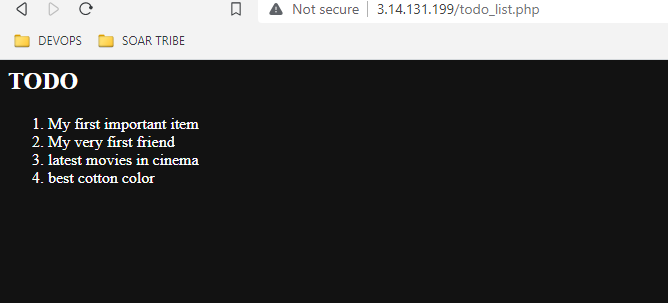 Not secure 3.14.131.199/todo_list.php
DEVOPS SOAR TRIBE
TODO
1. My first important item
2. My very first friend
3. latest movies in cinema
4. best cotton color